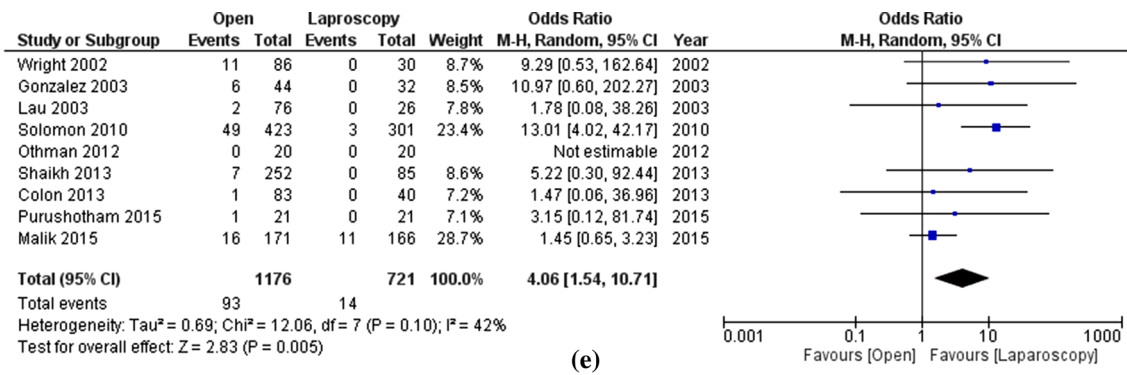 Open Laproscopy Odds Ratio Odds Ratio
Study or Subgroup Events Total Events Total Weight M-H, Random, 95% CI Year M-H, Random, 95% CI
Wright 2002 11 86 0 30 8.7% 9.29 [0.53, 162.64] 2002
Gonzalez 2003 6 44 0 32 8.5% 10.97 [0.60, 202.27] 2003
Lau 2003 2 76 0 26 7.8% 1.78 [0.08, 38.26] 2003
Solomon 2010 49 423 3 301 23.4% 13.01 [4.02, 42.17] 2010
Othman 2012 0 20 0 20 Not estimable 2012
Shaikh 2013 7 252 0 85 8.6% 5.22 [0.30, 92.44] 2013
Colon 2013 1 83 0 40 7.2% 1.47 [0.06, 36.96] 2013
Purushotham 2015 1 21 0 21 7.1% 3.15 [0.12, 81.74] 2015
Malik 2015 16 171 11 166 28.7% 1.45 [0.65, 3.23] 2015
Total (95% CI) 1176 721 100.0% 4.06 [1.54, 10.71]
Total events 93 14
Heterogeneity: Tau² = 0.69; Chi² = 12.06, df = 7 (P = 0.10); I² = 42%
Test for overall effect: Z = 2.83 (P = 0.005)
0.001 0.1 1 10 1000
Favours [Open] Favours [Laparoscopy]
(e)